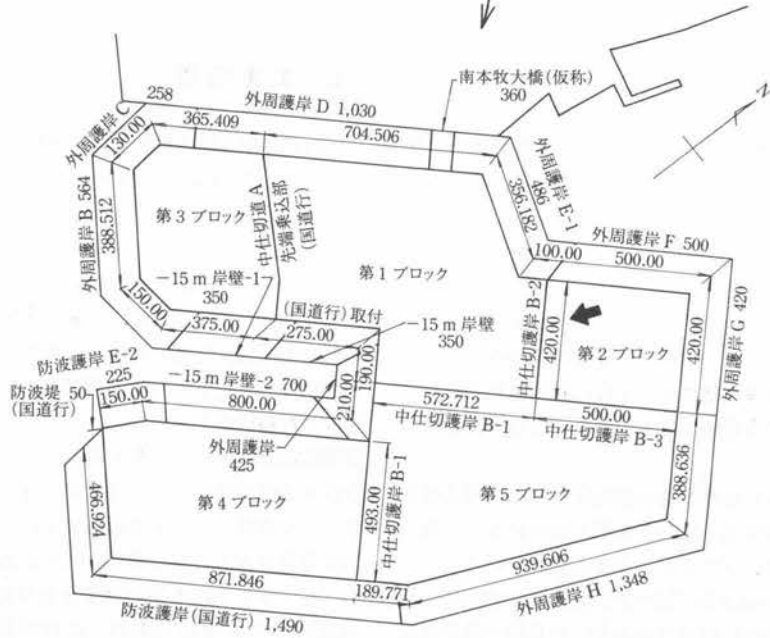 南本牧大橋(仮称)
360
外周護岸 D 1,030
258
365.409
704.506
外周護岸 C
130.00
外周護岸 E-1
486
356.182
N
外周護岸 B 564
388.512
第3 ブロック
中仕切道 A
先端乗込部
(国道行)
第1 ブロック
外周護岸 F 500
100.00
500.00
-15 m 岸壁-1
350
150.00
375.00
275.00
(国道行)取付
-15 m 岸壁
350
190.00
中仕切護岸 B-2
420.00
第2 ブロック
420.00
外周護岸 G 420
防波護岸 E-2
225
-15 m 岸壁-2 700
防波堤 50
(国道行)
150.00
800.00
210.00
572.712
中仕切護岸 B-1
500.00
中仕切護岸 B-3
外周護岸
425
466.924
第4 ブロック
493.00
中仕切護岸 B-1
第5 ブロック
388.636
871.846
189.771
939.606
防波護岸(国道行) 1,490
外周護岸 H 1,348